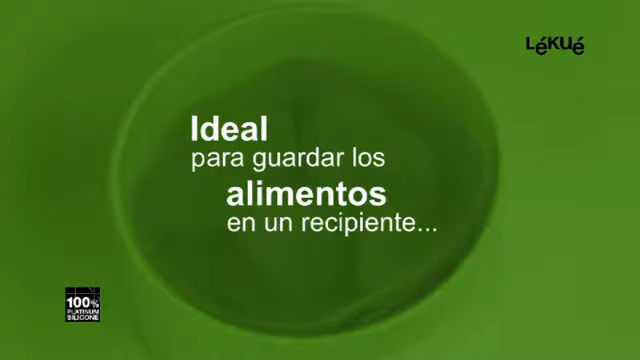 Lékué
Ideal
para guardar los
alimentos
en un recipiente...
100%
PLATINUM
SILICONE